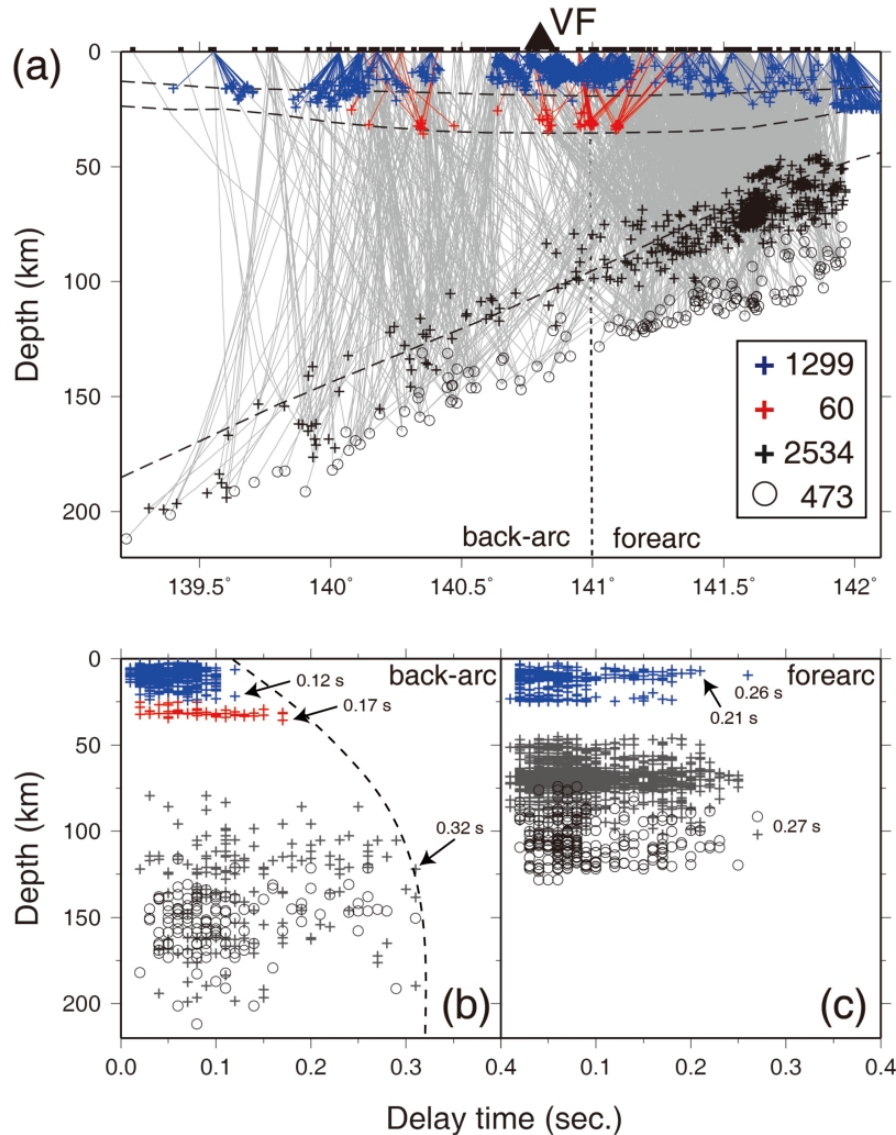 VF
(a)
0
50
100
150
200
Depth (km)
1299
60
2534
473
back-arc forearc
139.5° 140° 140.5° 141° 141.5° 142°
0
50
100
150
200
Depth (km)
back-arc
0.12 s
0.17 s
0.32 s
(b)
forearc
0.26 s
0.21 s
0.27 s
(c)
0.0 0.1 0.2 0.3 0.4 0.1 0.2 0.3 0.4
Delay time (sec.)